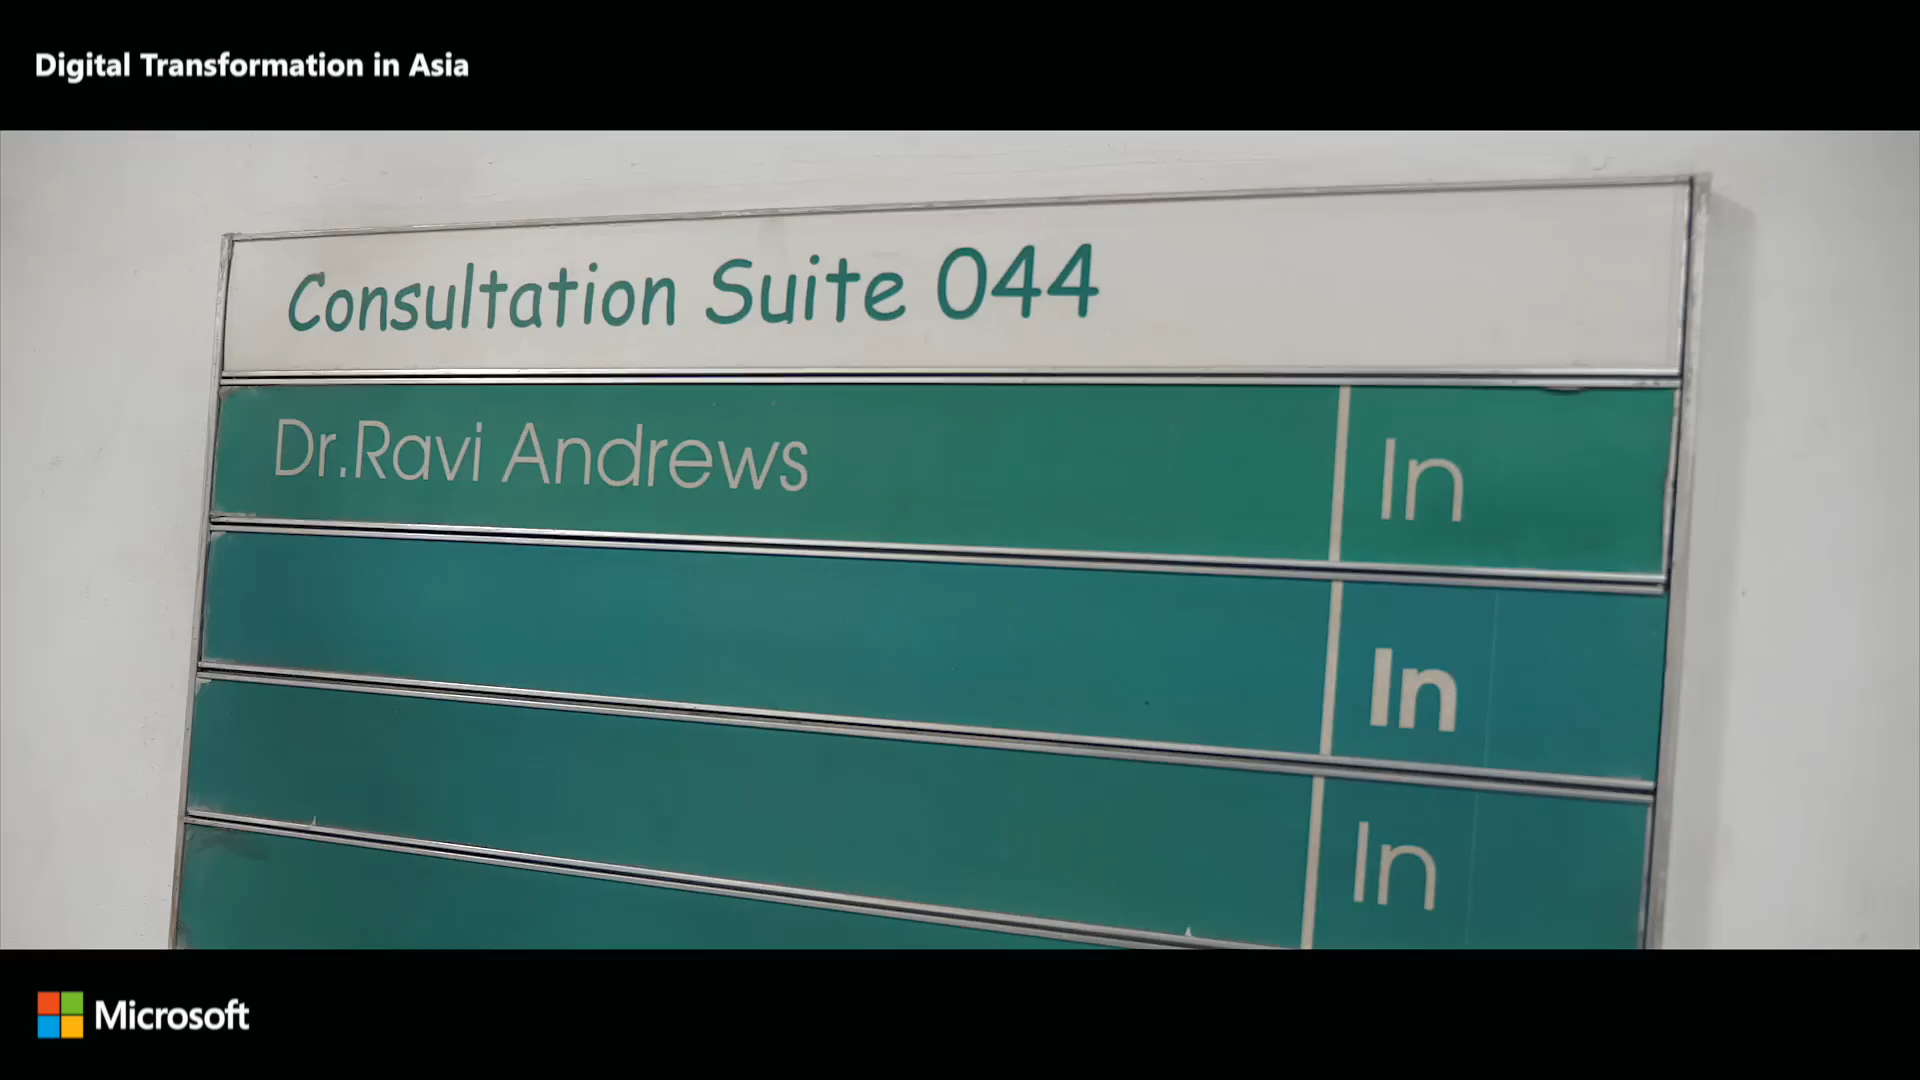 Digital Transformation in Asia
Consultation Suite 044
Dr.Ravi Andrews
In
In
In
Microsoft